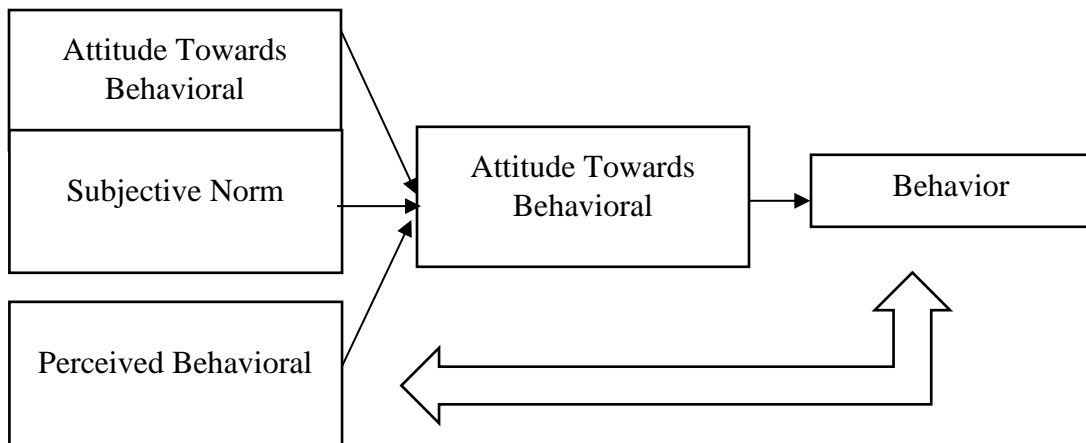 Attitude Towards
Behavioral
Subjective Norm
Perceived Behavioral
Attitude Towards
Behavioral
Behavior